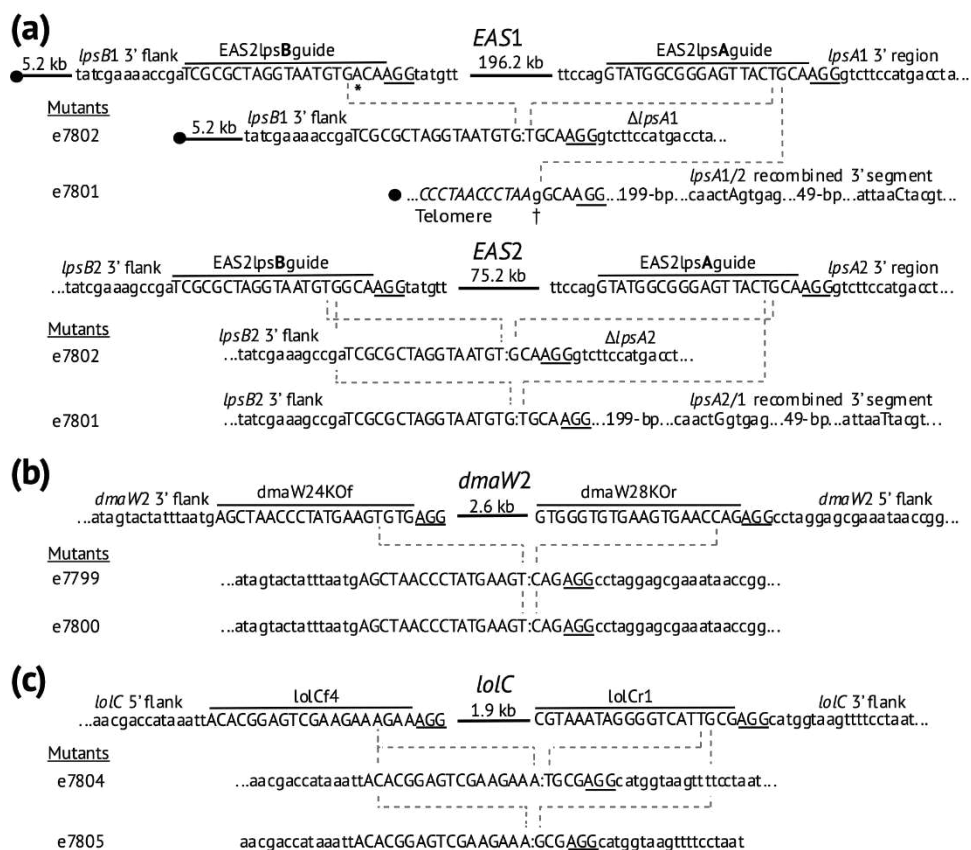 (a)
lpsB1 3' flank EAS2lpsBguide EAS1 EAS2lpsAguide lpsA1 3' region
5.2 kb 196.2 kb
tatcgaaaaccgaTCGCGCTAGGTAATGTGACAAGGtatgtt ttccagGTATGGCGGGAGTTACTGCAAGGgtcttccatgaccta...
*
Mutants
lpsB1 3' flank ΔlpsA1
e7802 5.2 kb tatcgaaaaccgaTCGCGCTAGGTAATGTG:TGCAAGGgtcttccatgaccta...
lpsA1/2 recombined 3'segment
e7801 ...CCCTAACCCTAAgGCAAGG...199-bp...caactAgtgag...49-bp...attaaCtacgt...
Telomere †
lpsB2 3' flank EAS2lpsBguide EAS2 EAS2lpsAguide lpsA2 3' region
75.2 kb
...tatcgaaagccgaTCGCGCTAGGTAATGTGGCAAGGtatgtt ttccagGTATGGCGGGAGTTACTGCAAGGgtcttccatgacct...
Mutants
lpsB2 3' flank ΔlpsA2
e7802 ...tatcgaaagccgaTCGCGCTAGGTAATGT:GCAAGGgtcttccatgacct...
lpsB2 3' flank lpsA2/1 recombined 3'segment
e7801 ...tatcgaaagccgaTCGCGCTAGGTAATGTG:TGCAAGG...199-bp...caactGgtgag...49-bp...attaaTtacgt...
(b)
dmaW2 3' flank dmaW24KOf dmaW2 dmaW28KOr dmaW2 5' flank
2.6 kb
...atagtactatttaatgAGCTAACCCTATGAAGTGTGAGG GTGGGTGTGAAGTGAACCAGAGGcctaggagcgaaataaccgg...
Mutants
e7799 ...atagtactatttaatgAGCTAACCCTATGAAGT:CAGAGGcctaggagcgaaataaccgg...
e7800 ...atagtactatttaatgAGCTAACCCTATGAAGT:CAGAGGcctaggagcgaaataaccgg...
(c)
lolC 5' flank lolCf4 lolC lolCr1 lolC 3' flank
1.9 kb
...aacgaccataaattACACGGAGTCGAAGAAAGAAAGG CGTAAATAGGGGTCATTGCGAGGcatggtaagttttcctaat...
Mutants
e7804 ...aacgaccataaattACACGGAGTCGAAGAAA:TGCGAGGcatggtaagttttcctaat...
e7805 aacgaccataaattACACGGAGTCGAAGAAA:GCGAGGcatggtaagttttcctaat